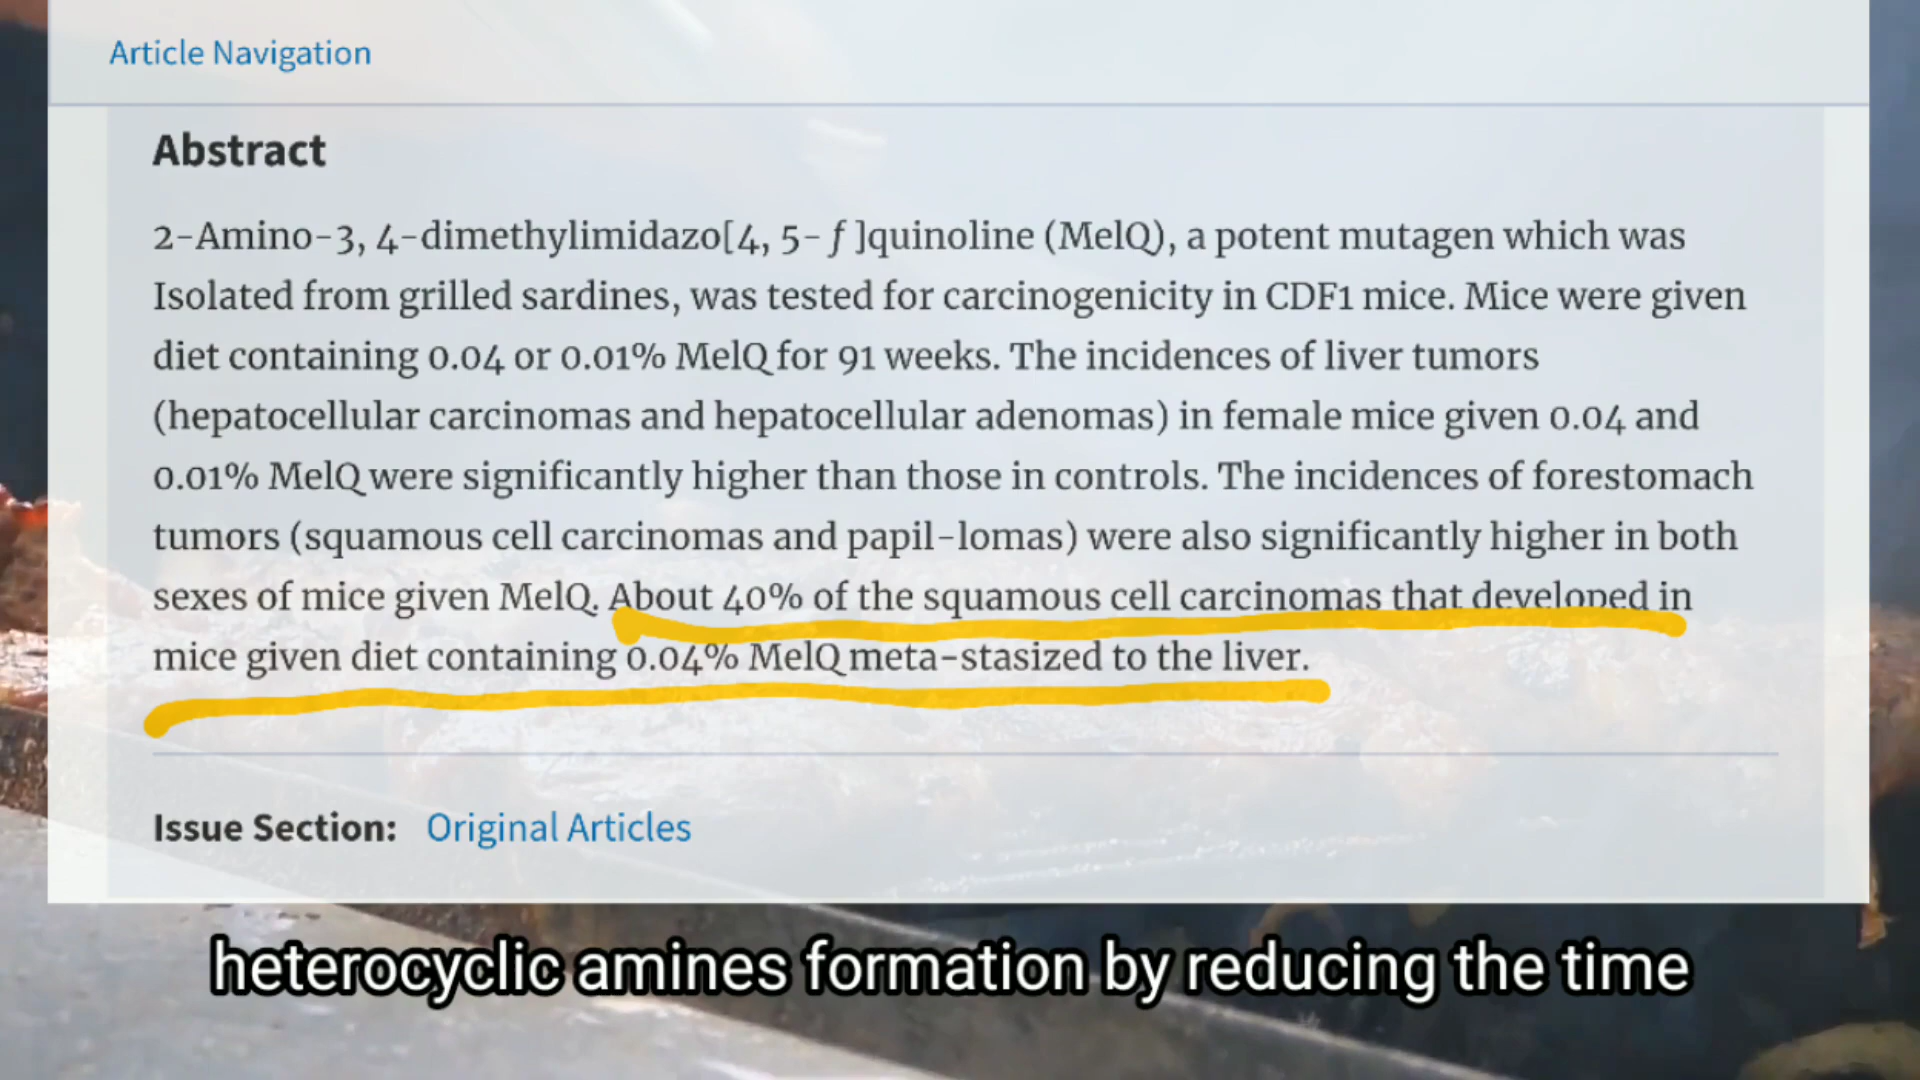 Article Navigation
Abstract
2-Amino-3, 4-dimethylimidazo[4, 5- f ]quinoline (MelQ), a potent mutagen which was
Isolated from grilled sardines, was tested for carcinogenicity in CDF1 mice. Mice were given
diet containing 0.04 or 0.01% MelQ for 91 weeks. The incidences of liver tumors
(hepatocellular carcinomas and hepatocellular adenomas) in female mice given 0.04 and
0.01% MelQ were significantly higher than those in controls. The incidences of forestomach
tumors (squamous cell carcinomas and papil-lomas) were also significantly higher in both
sexes of mice given MelQ. About 40% of the squamous cell carcinomas that developed in
mice given diet containing 0.04% MelQ meta-stasized to the liver.
Issue Section: Original Articles
heterocyclic amines formation by reducing the time